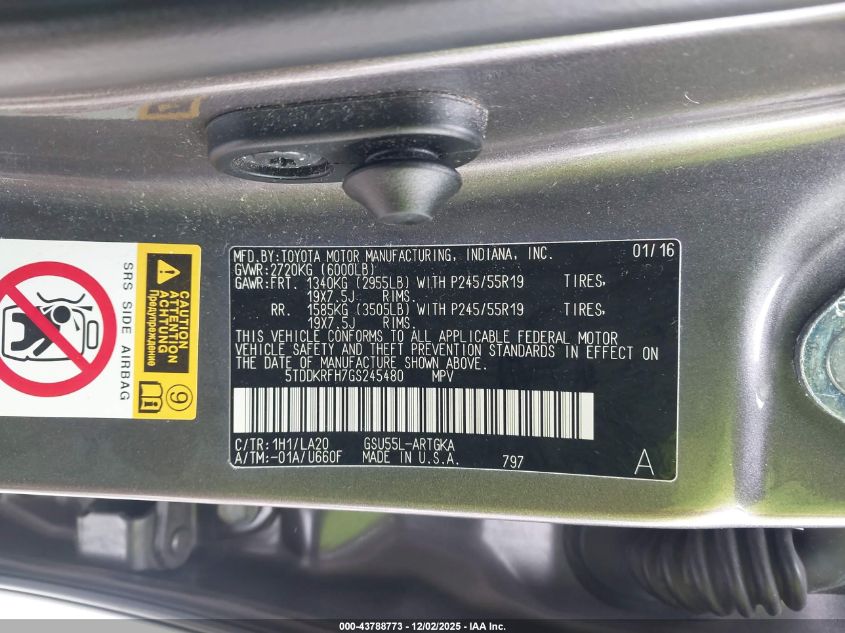 MFD.BY:TOYOTA MOTOR MANUFACTURING, INDIANA, INC. 01/16
GVWR:2720KG (6000LB)
GAWR:FRT. 1340KG (2955LB) WITH P245/55R19 TIRES,
19X7.5J RIMS.
RR. 1585KG (3505LB) WITH P245/55R19 TIRES,
19X7.5J RIMS.
THIS VEHICLE CONFORMS TO ALL APPLICABLE FEDERAL MOTOR
VEHICLE SAFETY AND THEFT PREVENTION STANDARDS IN EFFECT ON
THE DATE OF MANUFACTURE SHOWN ABOVE.
5TDDKRFH7GS245480 MPV
C/TR:1H1/LA20 GSU55L-ARTGKA
A/TM:-01A/U660F MADE IN U.S.A. 797 A
SRS SIDE AIRBAG
CAUTION
ATTENTION
ACHTUNG
Предупреждение
9
000-43788773 - 12/02/2025 - IAA Inc.